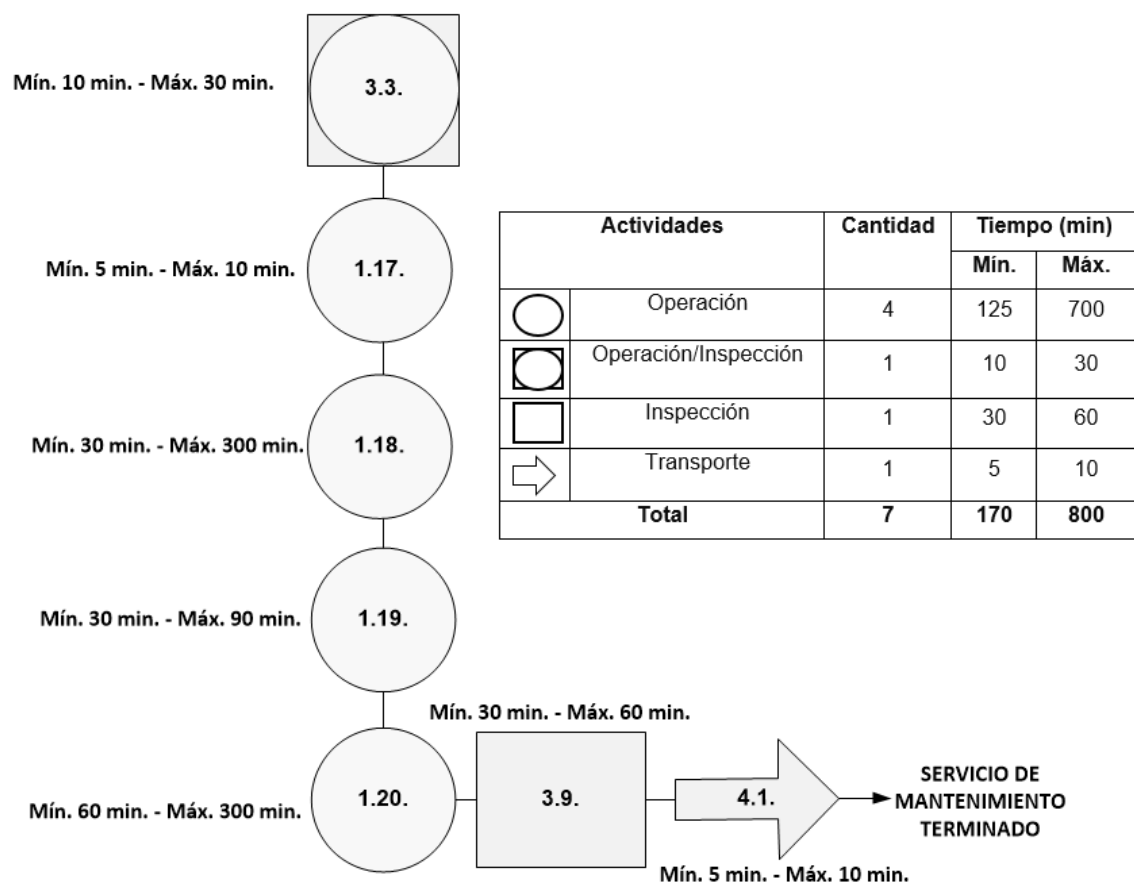 Mín. 10 min. - Máx. 30 min.
3.3.
Mín. 5 min. - Máx. 10 min.
1.17.
Mín. 30 min. - Máx. 300 min.
1.18.
Mín. 30 min. - Máx. 90 min.
1.19.
Mín. 60 min. - Máx. 300 min.
1.20.
Mín. 30 min. - Máx. 60 min.
3.9.
4.1.
Mín. 5 min. - Máx. 10 min.
SERVICIO DE
MANTENIMIENTO
TERMINADO
Actividades Cantidad Tiempo (min)
Mín. Máx.
Operación 4 125 700
Operación/Inspección 1 10 30
Inspección 1 30 60
Transporte 1 5 10
Total 7 170 800